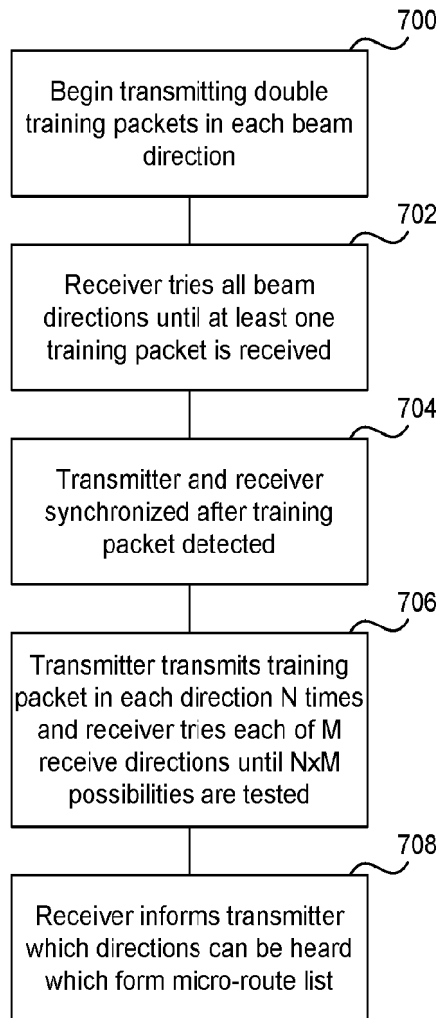 700
Begin transmitting double
training packets in each beam
direction
702
Receiver tries all beam
directions until at least one
training packet is received
704
Transmitter and receiver
synchronized after training
packet detected
706
Transmitter transmits training
packet in each direction N times
and receiver tries each of M
receive directions until NxM
possibilities are tested
708
Receiver informs transmitter
which directions can be heard
which form micro-route list